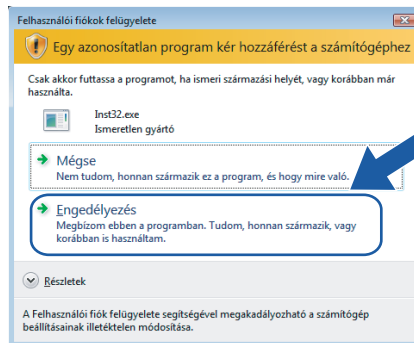 Felhasználói fiókok felügyelete
Egy azonosítatlan program kér hozzáférést a számítógéphez
Csak akkor futtassa a programot, ha ismeri származási helyét, vagy korábban már
használta.
Inst32.exe
Ismeretlen gyártó
Mégse
Nem tudom, honnan származik ez a program, és hogy mire való.
Engedélyezés
Megbízom ebben a programban. Tudom, honnan származik, vagy
korábban is használtam.
Részletek
A Felhasználói fiók felügyelete segítségével megakadályozható a számítógép
beállításainak illetéktelen módosítása.